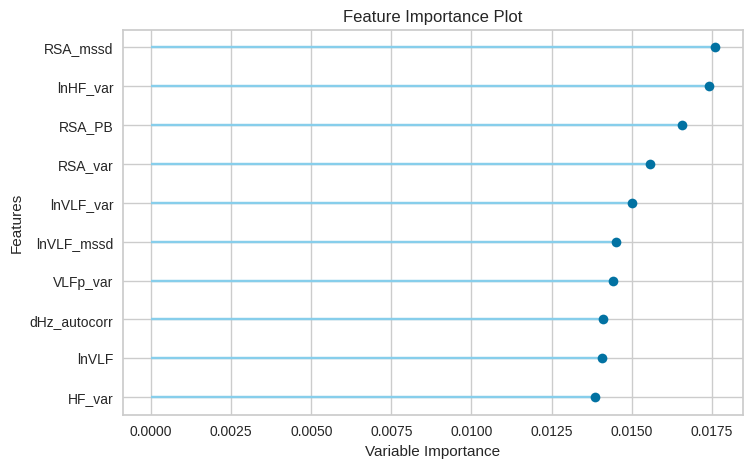 Feature Importance Plot
Features
RSA_mssd
lnHF_var
RSA_PB
RSA_var
lnVLF_var
lnVLF_mssd
VLFp_var
dHz_autocorr
lnVLF
HF_var
0.0000 0.0025 0.0050 0.0075 0.0100 0.0125 0.0150 0.0175
Variable Importance